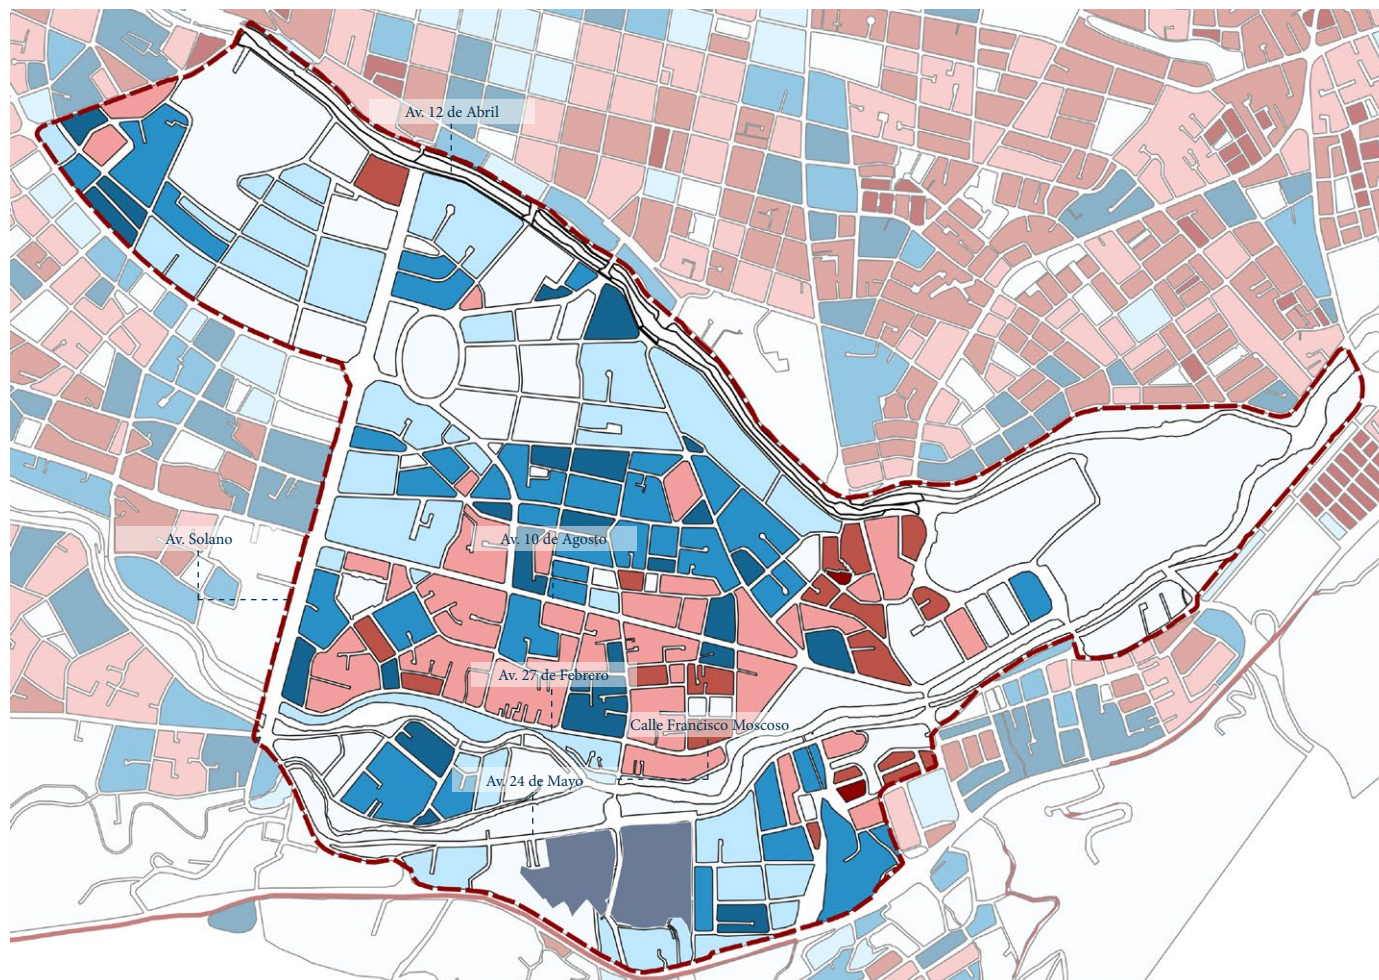 Av. 12 de Abril
Av. Solano
Av. 10 de Agosto
Av. 27 de Febrero
Calle Francisco Moscoso
Av. 24 de Mayo